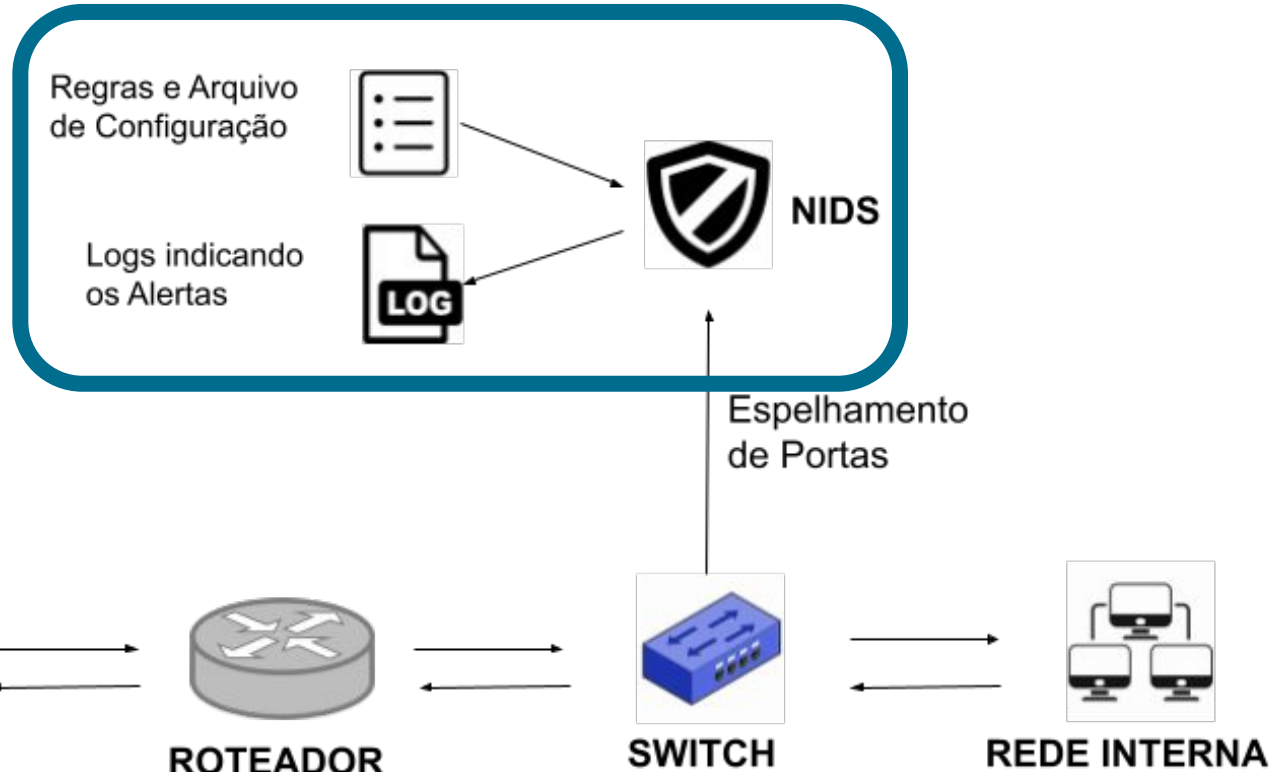 Regras e Arquivo
de Configuração
NIDS
Logs indicando
os Alertas
LOG
Espelhamento
de Portas
ROTEADOR
SWITCH
REDE INTERNA